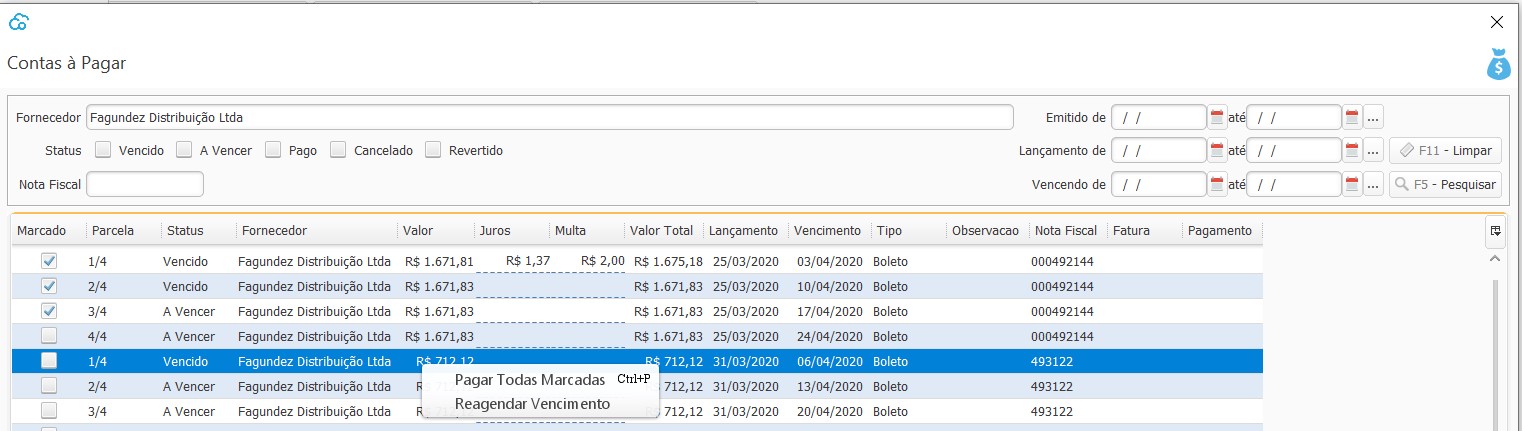 Contas à Pagar
Fornecedor Fagundez Distribuição Ltda Emitido de / / até / / ...
Status Vencido A Vencer Pago Cancelado Revertido Lançamento de / / até / / ... F11 - Limpar
Nota Fiscal Vencendo de / / até / / ... F5 - Pesquisar
Marcado Parcela Status Fornecedor Valor Juros Multa Valor Total Lançamento Vencimento Tipo Observacao Nota Fiscal Fatura Pagamento
1/4 Vencido Fagundez Distribuição Ltda R$ 1.671,81 R$ 1,37 R$ 2,00 R$ 1.675,18 25/03/2020 03/04/2020 Boleto 000492144
2/4 Vencido Fagundez Distribuição Ltda R$ 1.671,83 R$ 1.671,83 25/03/2020 10/04/2020 Boleto 000492144
3/4 A Vencer Fagundez Distribuição Ltda R$ 1.671,83 R$ 1.671,83 25/03/2020 17/04/2020 Boleto 000492144
4/4 A Vencer Fagundez Distribuição Ltda R$ 1.671,83 R$ 1.671,83 25/03/2020 24/04/2020 Boleto 000492144
1/4 Vencido Fagundez Distribuição Ltda R$ 712,12 R$ 712,12 31/03/2020 06/04/2020 Boleto 493122
2/4 A Vencer Fagundez Distribuição Ltda R$ 712,12 31/03/2020 13/04/2020 Boleto 493122
3/4 A Vencer Fagundez Distribuição Ltda R$ 712,12 31/03/2020 20/04/2020 Boleto 493122
Pagar Todas Marcadas Ctrl+P
Reagendar Vencimento